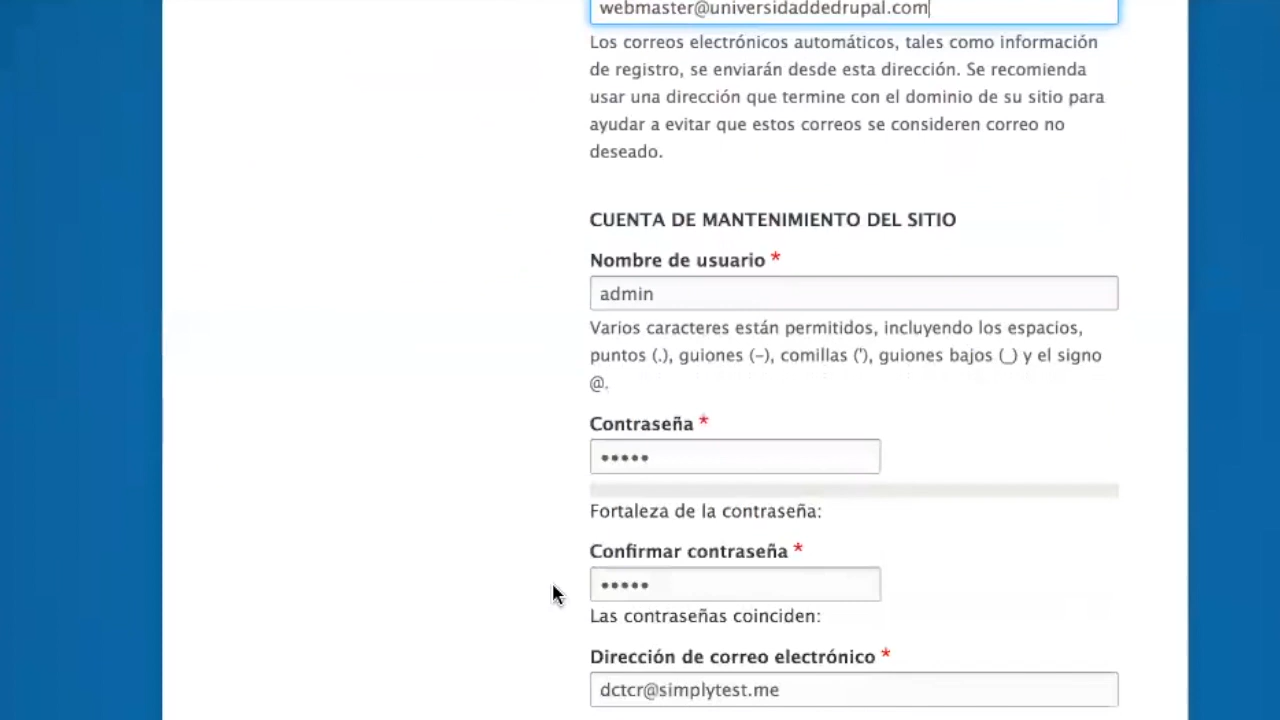 webmaster@universidaddedrupal.com
Los correos electrónicos automáticos, tales como información
de registro, se enviarán desde esta dirección. Se recomienda
usar una dirección que termine con el dominio de su sitio para
ayudar a evitar que estos correos se consideren correo no
deseado.
CUENTA DE MANTENIMIENTO DEL SITIO
Nombre de usuario *
admin
Varios caracteres están permitidos, incluyendo los espacios,
puntos (.), guiones (-), comillas ('), guiones bajos (_) y el signo
@.
Contraseña *
•••••
Fortaleza de la contraseña:
Confirmar contraseña *
•••••
Las contraseñas coinciden:
Dirección de correo electrónico *
dctcr@simplytest.me